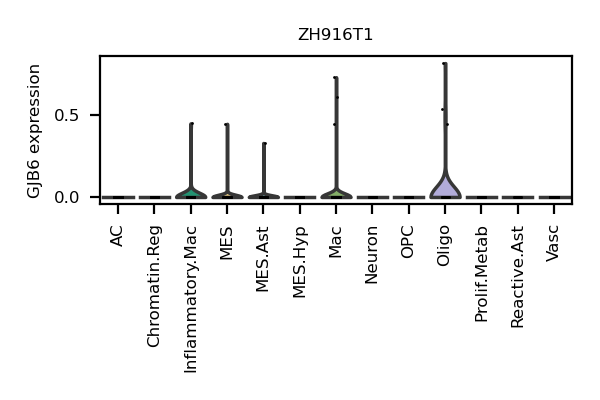 ZH916T1
GJB6 expression
0.5
0.0
AC
Chromatin.Reg
Inflammatory.Mac
MES
MES.Ast
MES.Hyp
Mac
Neuron
OPC
Oligo
Prolif.Metab
Reactive.Ast
Vasc